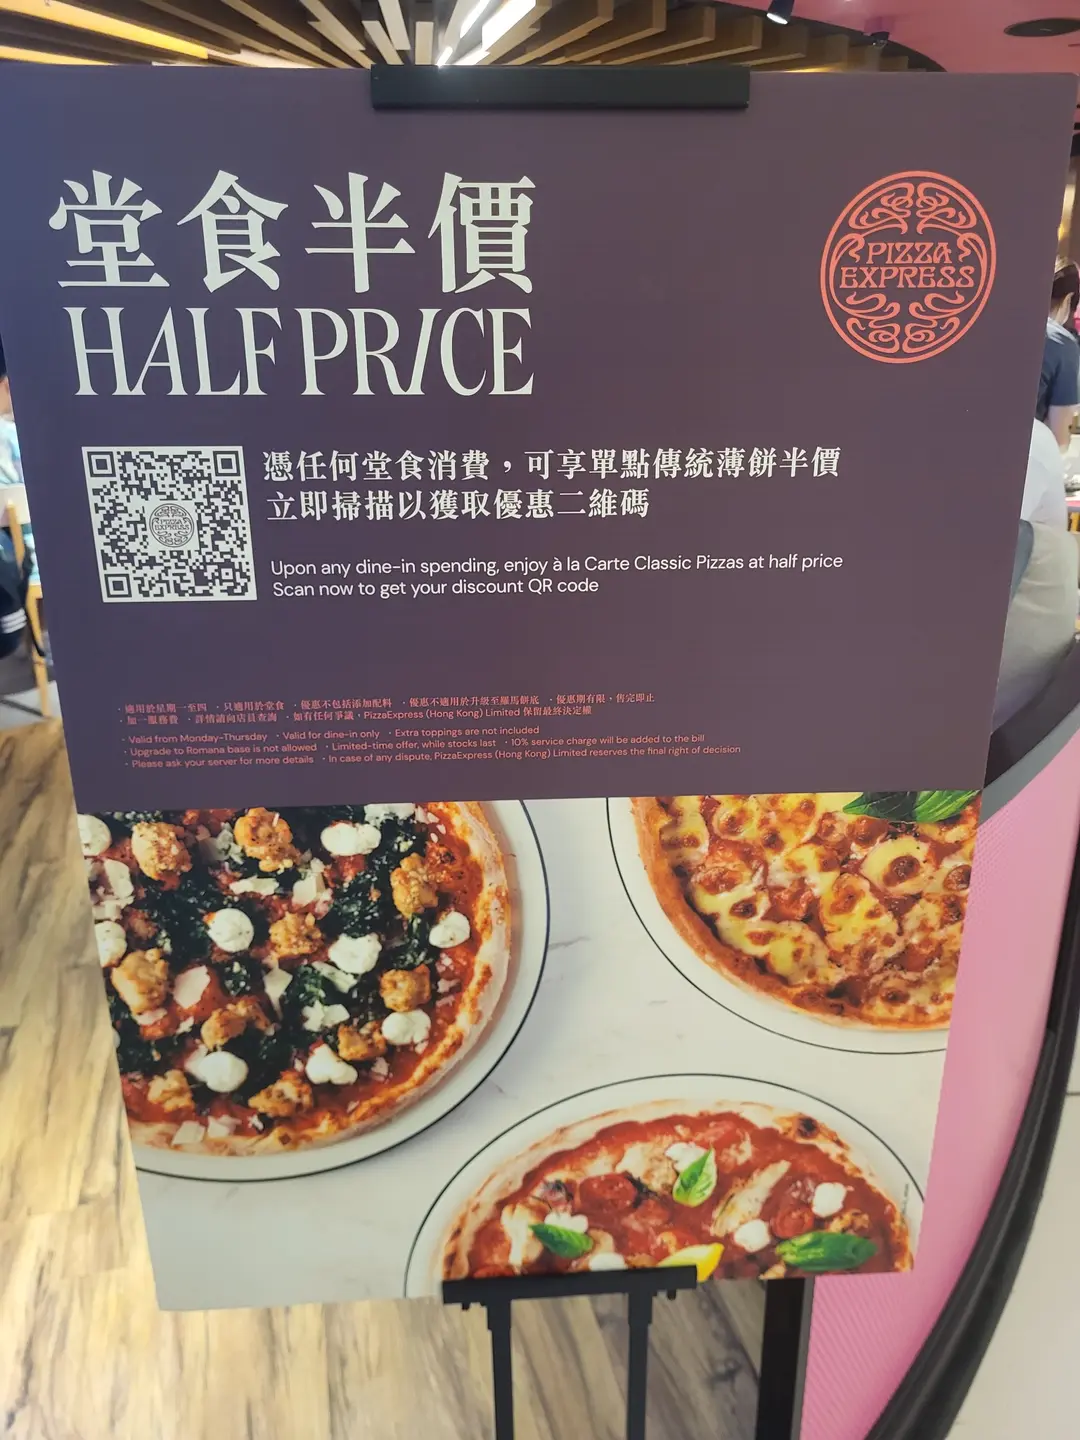 堂食半價
HALF PRICE
PIZZA
EXPRESS
PIZZA
EXPRESS
憑任何堂食消費，可享單點傳統薄餅半價
立即掃描以獲取優惠二維碼
Upon any dine-in spending, enjoy à la Carte Classic Pizzas at half price
Scan now to get your discount QR code
· 適用於星期一至四 · 只適用於堂食 · 優惠不包括添加配料 · 優惠不適用於升級至羅馬餅底 · 優惠期有限，售完即止
· 加一服務費 · 詳情請向店員查詢 · 如有任何爭議，PizzaExpress (Hong Kong) Limited 保留最終決定權
· Valid from Monday-Thursday · Valid for dine-in only · Extra toppings are not included
· Upgrade to Romana base is not allowed · Limited-time offer, while stocks last · 10% service charge will be added to the bill
· Please ask your server for more details · In case of any dispute, PizzaExpress (Hong Kong) Limited reserves the final right of decision